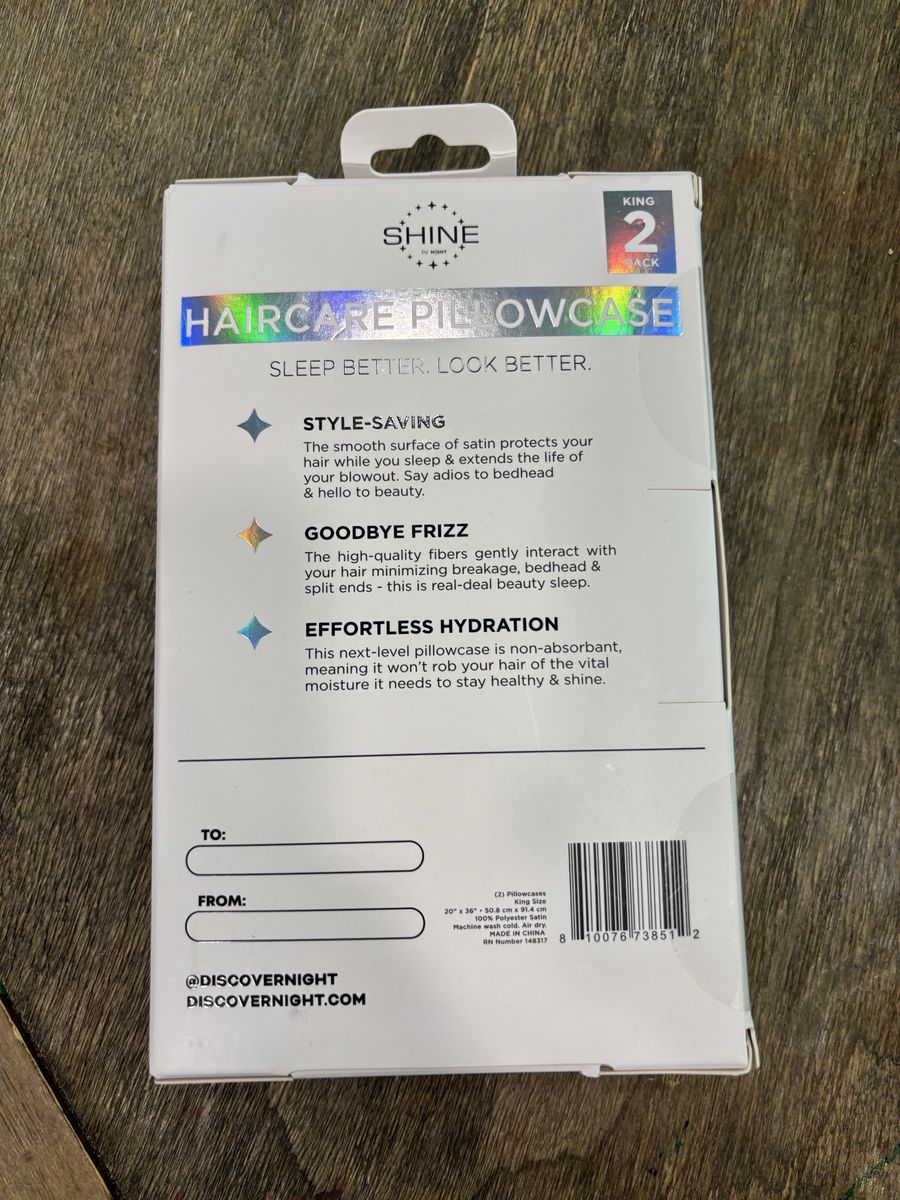 SHINE
by NIGHT
KING
2
PACK
HAIRCARE PILLOWCASE
SLEEP BETTER. LOOK BETTER.
STYLE-SAVING
The smooth surface of satin protects your
hair while you sleep & extends the life of
your blowout. Say adios to bedhead
& hello to beauty.
GOODBYE FRIZZ
The high-quality fibers gently interact with
your hair minimizing breakage, bedhead &
split ends - this is real-deal beauty sleep.
EFFORTLESS HYDRATION
This next-level pillowcase is non-absorbant,
meaning it won't rob your hair of the vital
moisture it needs to stay healthy & shine.
TO:
FROM:
(2) Pillowcases
King Size
20" x 36" • 50.8 cm x 91.4 cm
100% Polyester Satin
Machine wash cold. Air dry.
MADE IN CHINA
RN Number 148317
8 10076 73851 2
@DISCOVERNIGHT
DISCOVERNIGHT.COM